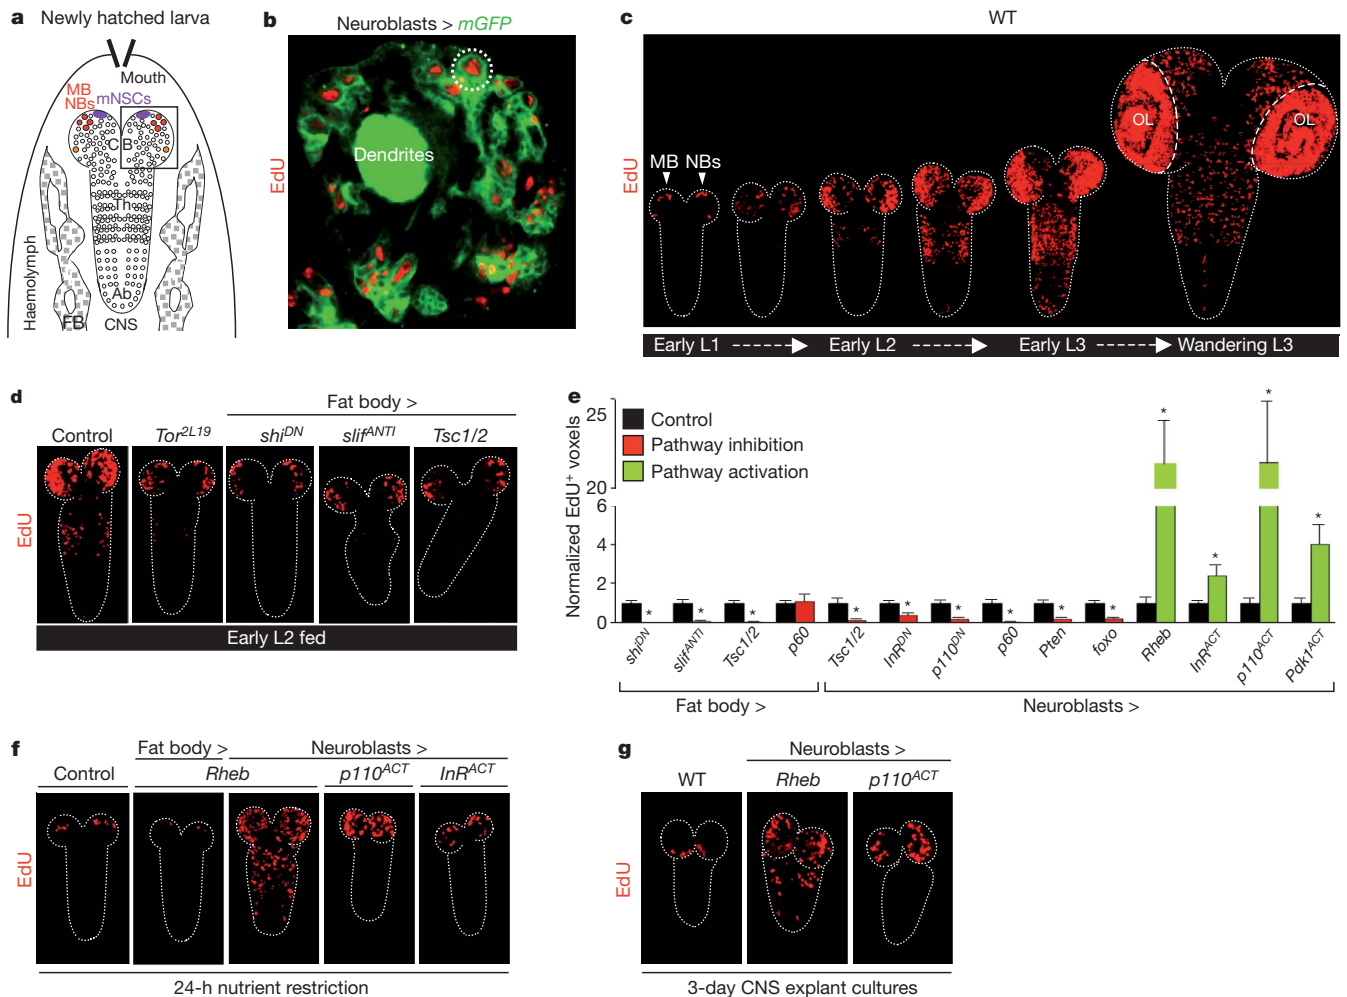 a Newly hatched larva
Mouth
MB
NBs
mNSCs
CB
Th
Ab
Haemolymph
FB
CNS
b Neuroblasts > mGFP
EdU
Dendrites
c WT
EdU
MB NBs
OL
OL
Early L1
Early L2
Early L3
Wandering L3
d Fat body >
Control
Tor2L19
shiDN
slifANTI
Tsc1/2
EdU
Early L2 fed
e
Normalized EdU+ voxels
25
20
6
4
2
0
Control
Pathway inhibition
Pathway activation
*
*
*
*
*
*
*
*
*
*
*
*
*
shiDN
slifANTI
Tsc1/2
p60
Tsc1/2
InRDN
p110DN
p60
Pten
foxo
Rheb
InRACT
p110ACT
Pdk1ACT
Fat body >
Neuroblasts >
f Fat body > Neuroblasts >
Control
Rheb
p110ACT
InRACT
EdU
24-h nutrient restriction
g Neuroblasts >
WT
Rheb
p110ACT
EdU
3-day CNS explant cultures